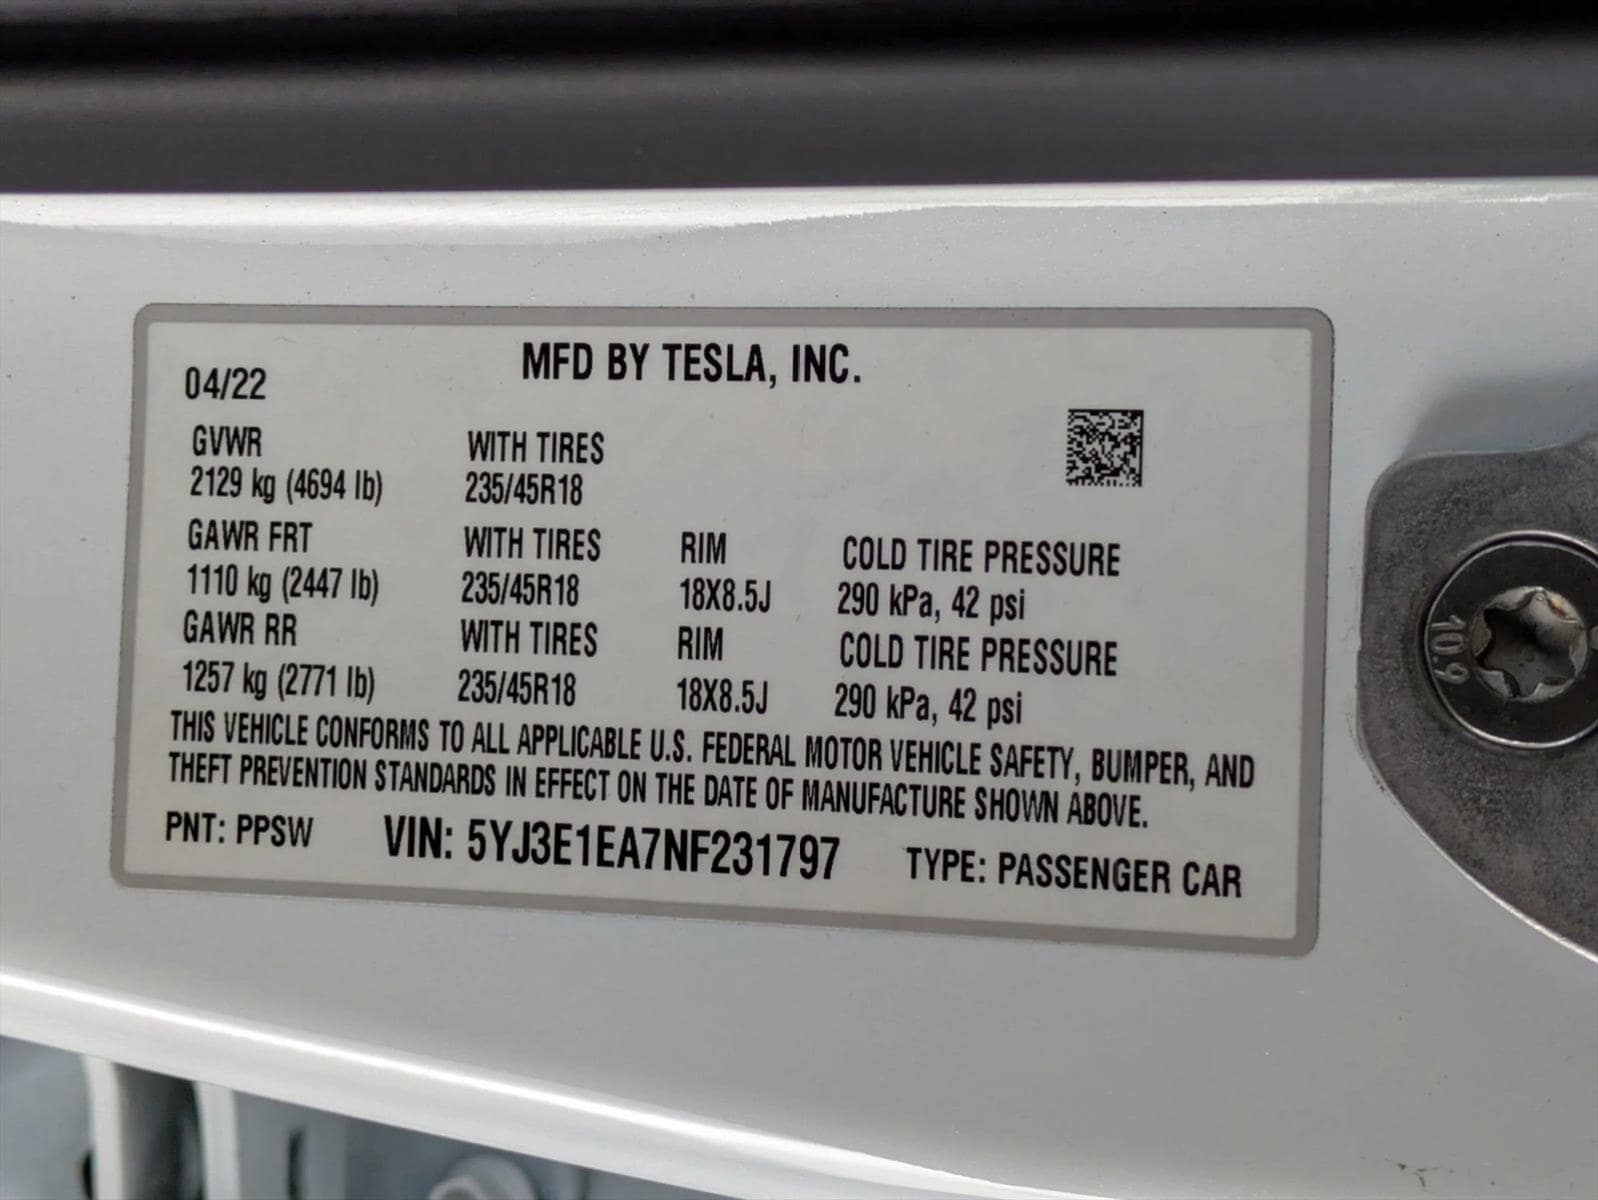 MFD BY TESLA, INC.
04/22
GVWR WITH TIRES
2129 kg (4694 lb) 235/45R18
GAWR FRT WITH TIRES RIM COLD TIRE PRESSURE
1110 kg (2447 lb) 235/45R18 18X8.5J 290 kPa, 42 psi
GAWR RR WITH TIRES RIM COLD TIRE PRESSURE
1257 kg (2771 lb) 235/45R18 18X8.5J 290 kPa, 42 psi
THIS VEHICLE CONFORMS TO ALL APPLICABLE U.S. FEDERAL MOTOR VEHICLE SAFETY, BUMPER, AND
THEFT PREVENTION STANDARDS IN EFFECT ON THE DATE OF MANUFACTURE SHOWN ABOVE.
PNT: PPSW VIN: 5YJ3E1EA7NF231797 TYPE: PASSENGER CAR
10.9